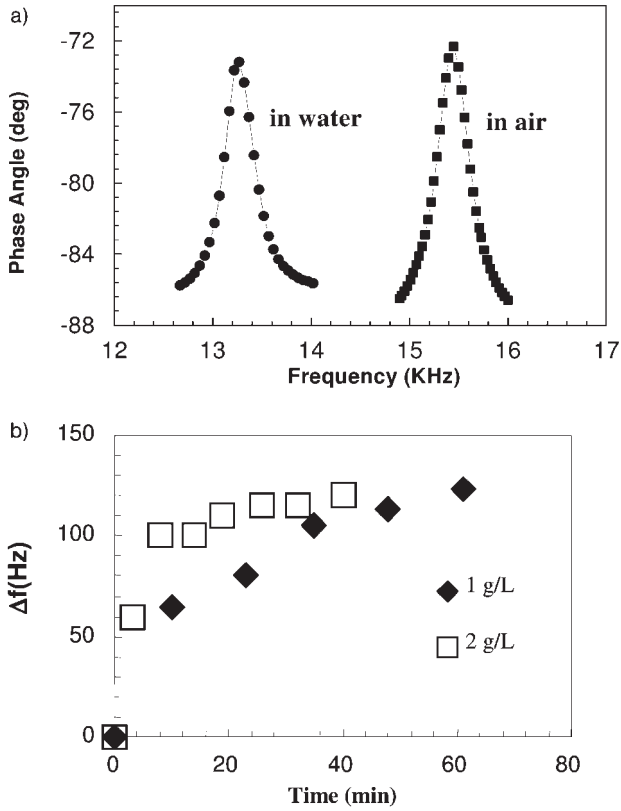 a)
-72
-76
-80
-84
-88
Phase Angle (deg)
in water
in air
12
13
14
15
16
17
Frequency (KHz)
b)
150
100
50
0
Δf(Hz)
1 g/L
2 g/L
0
20
40
60
80
Time (min)